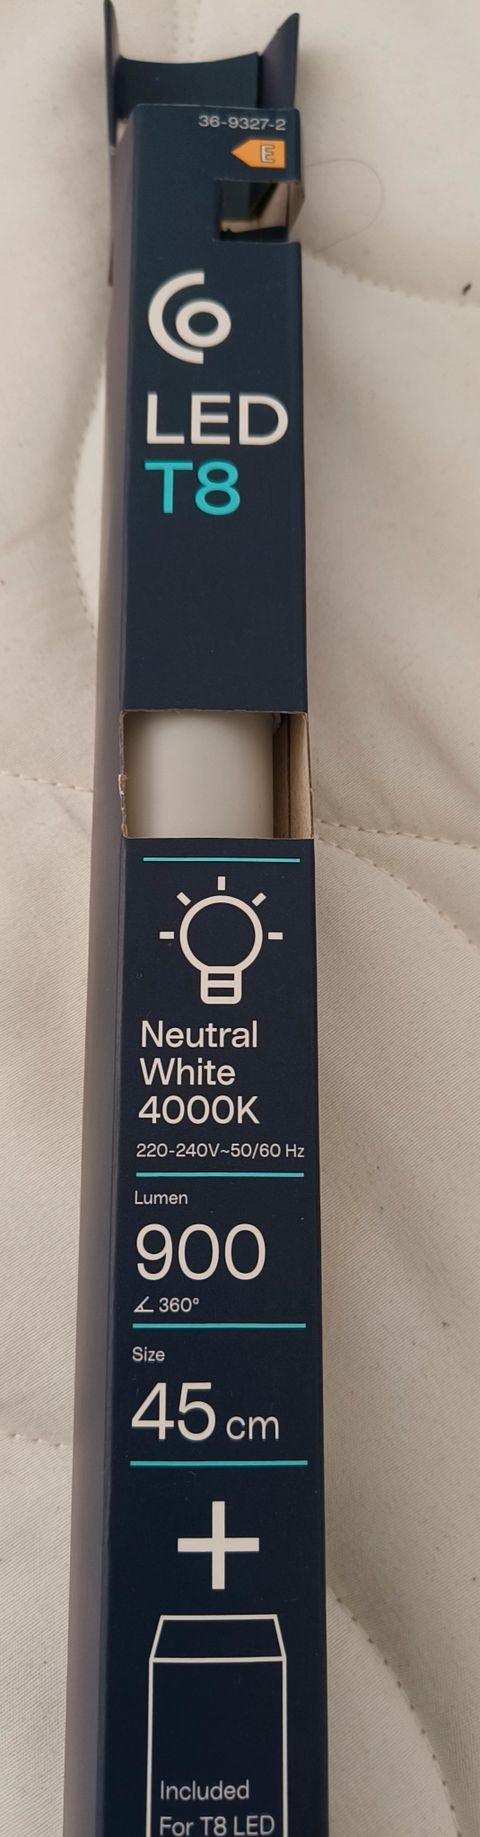 36-9327-2
E
LED
T8
Neutral
White
4000K
220-240V~50/60 Hz
Lumen
900
360°
Size
45 cm
+
Included
For T8 LED